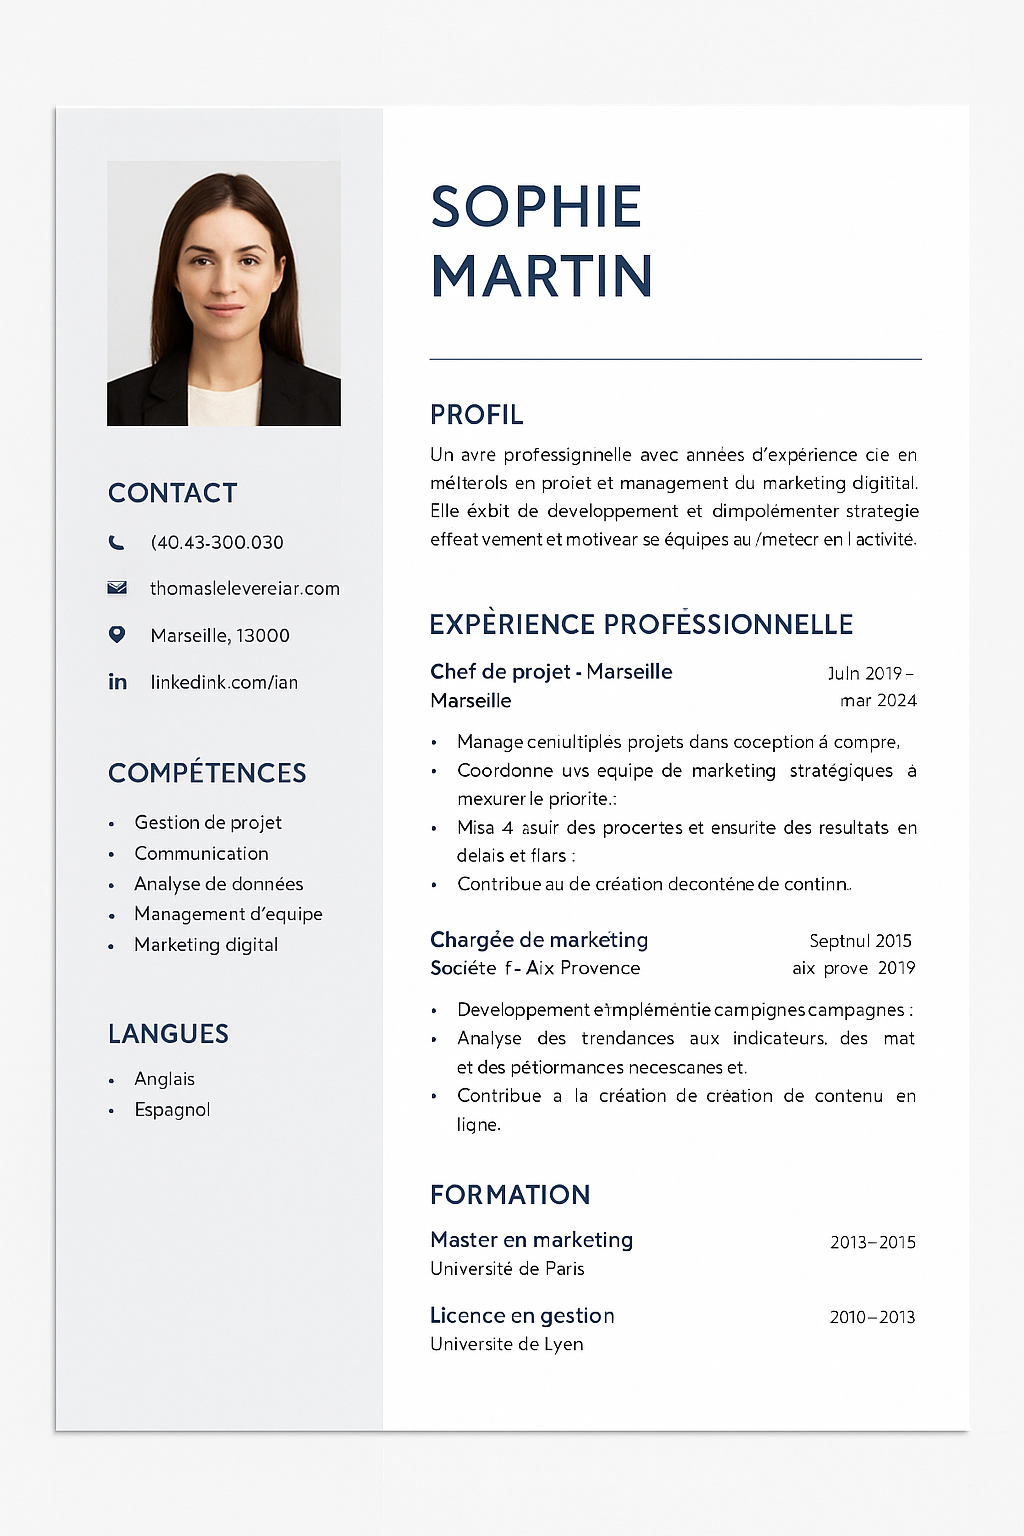 SOPHIE
MARTIN
CONTACT
(40.43-300.030
thomaslelevereiar.com
Marseille, 13000
linkedink.com/ian
COMPÉTENCES
• Gestion de projet
• Communication
• Analyse de données
• Management d'equipe
• Marketing digital
LANGUES
• Anglais
• Espagnol
PROFIL
Un avre professignnelle avec années d'expérience cie en
mélterols en proiet et management du marketing digitital.
Elle éxbit de developpement et dimpolémenter strategie
effeat vement et motivear se équipes au /metecr en l activité.
EXPÈRIENCE PROFÉSSIONNELLE
Chef de projet - Marseille Juln 2019 –
Marseille mar 2024
• Manage ceniultiplés projets dans coception á compre,
• Coordonne uvs equipe de marketing stratégiques à
mexurer le priorite.:
• Misa 4 asuir des procertes et ensurite des resultats en
delais et flars :
• Contribue au de création deconténe de continn..
Chargée de marketing Septnul 2015
Sociéte f - Aix Provence aix prove 2019
• Developpement e'implémentie campignes campagnes :
• Analyse des trendances aux indicateurs. des mat
et des pétiormances necescanes et.
• Contribue a la création de création de contenu en
ligne.
FORMATION
Master en marketing 2013–2015
Université de Paris
Licence en gestion 2010–2013
Universite de Lyen